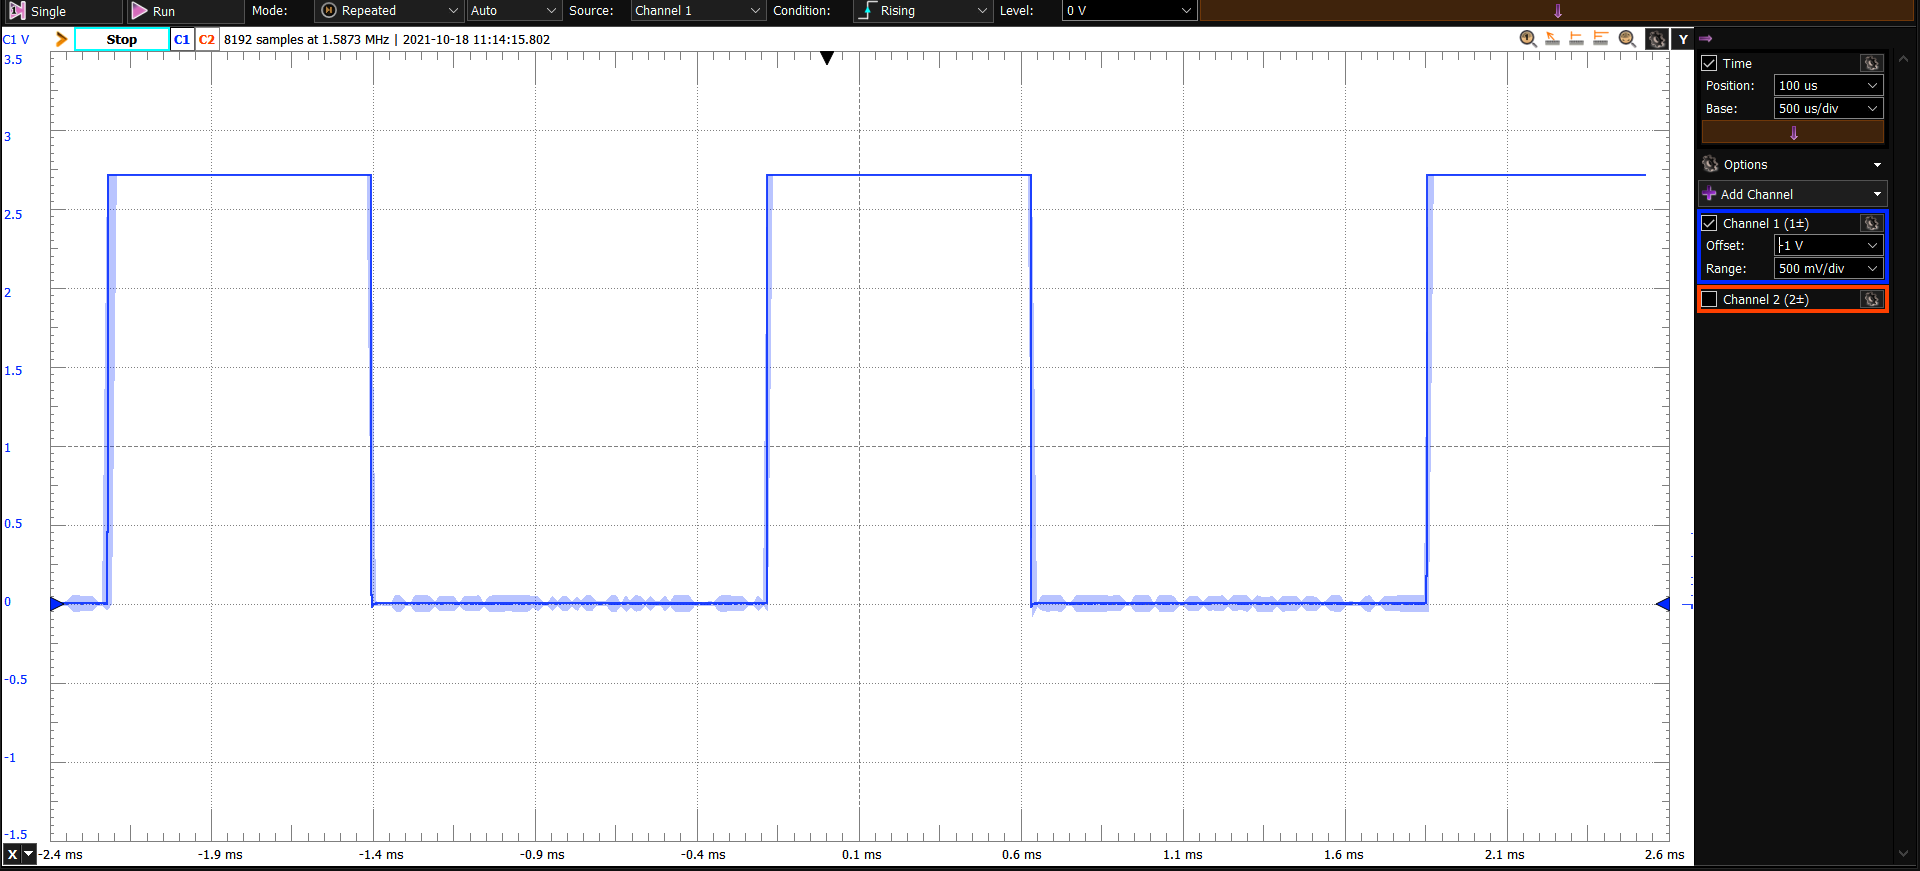 Single Run Mode: Repeated Auto Source: Channel 1 Condition: Rising Level: 0 V
C1 V Stop C1 C2 8192 samples at 1.5873 MHz | 2021-10-18 11:14:15.802 Y
3.5
3
2.5
2
1.5
1
0.5
0
-0.5
-1
-1.5
X -2.4 ms -1.9 ms -1.4 ms -0.9 ms -0.4 ms 0.1 ms 0.6 ms 1.1 ms 1.6 ms 2.1 ms 2.6 ms
Time
Position: 100 us
Base: 500 us/div
Options
Add Channel
Channel 1 (1±)
Offset: -1 V
Range: 500 mV/div
Channel 2 (2±)